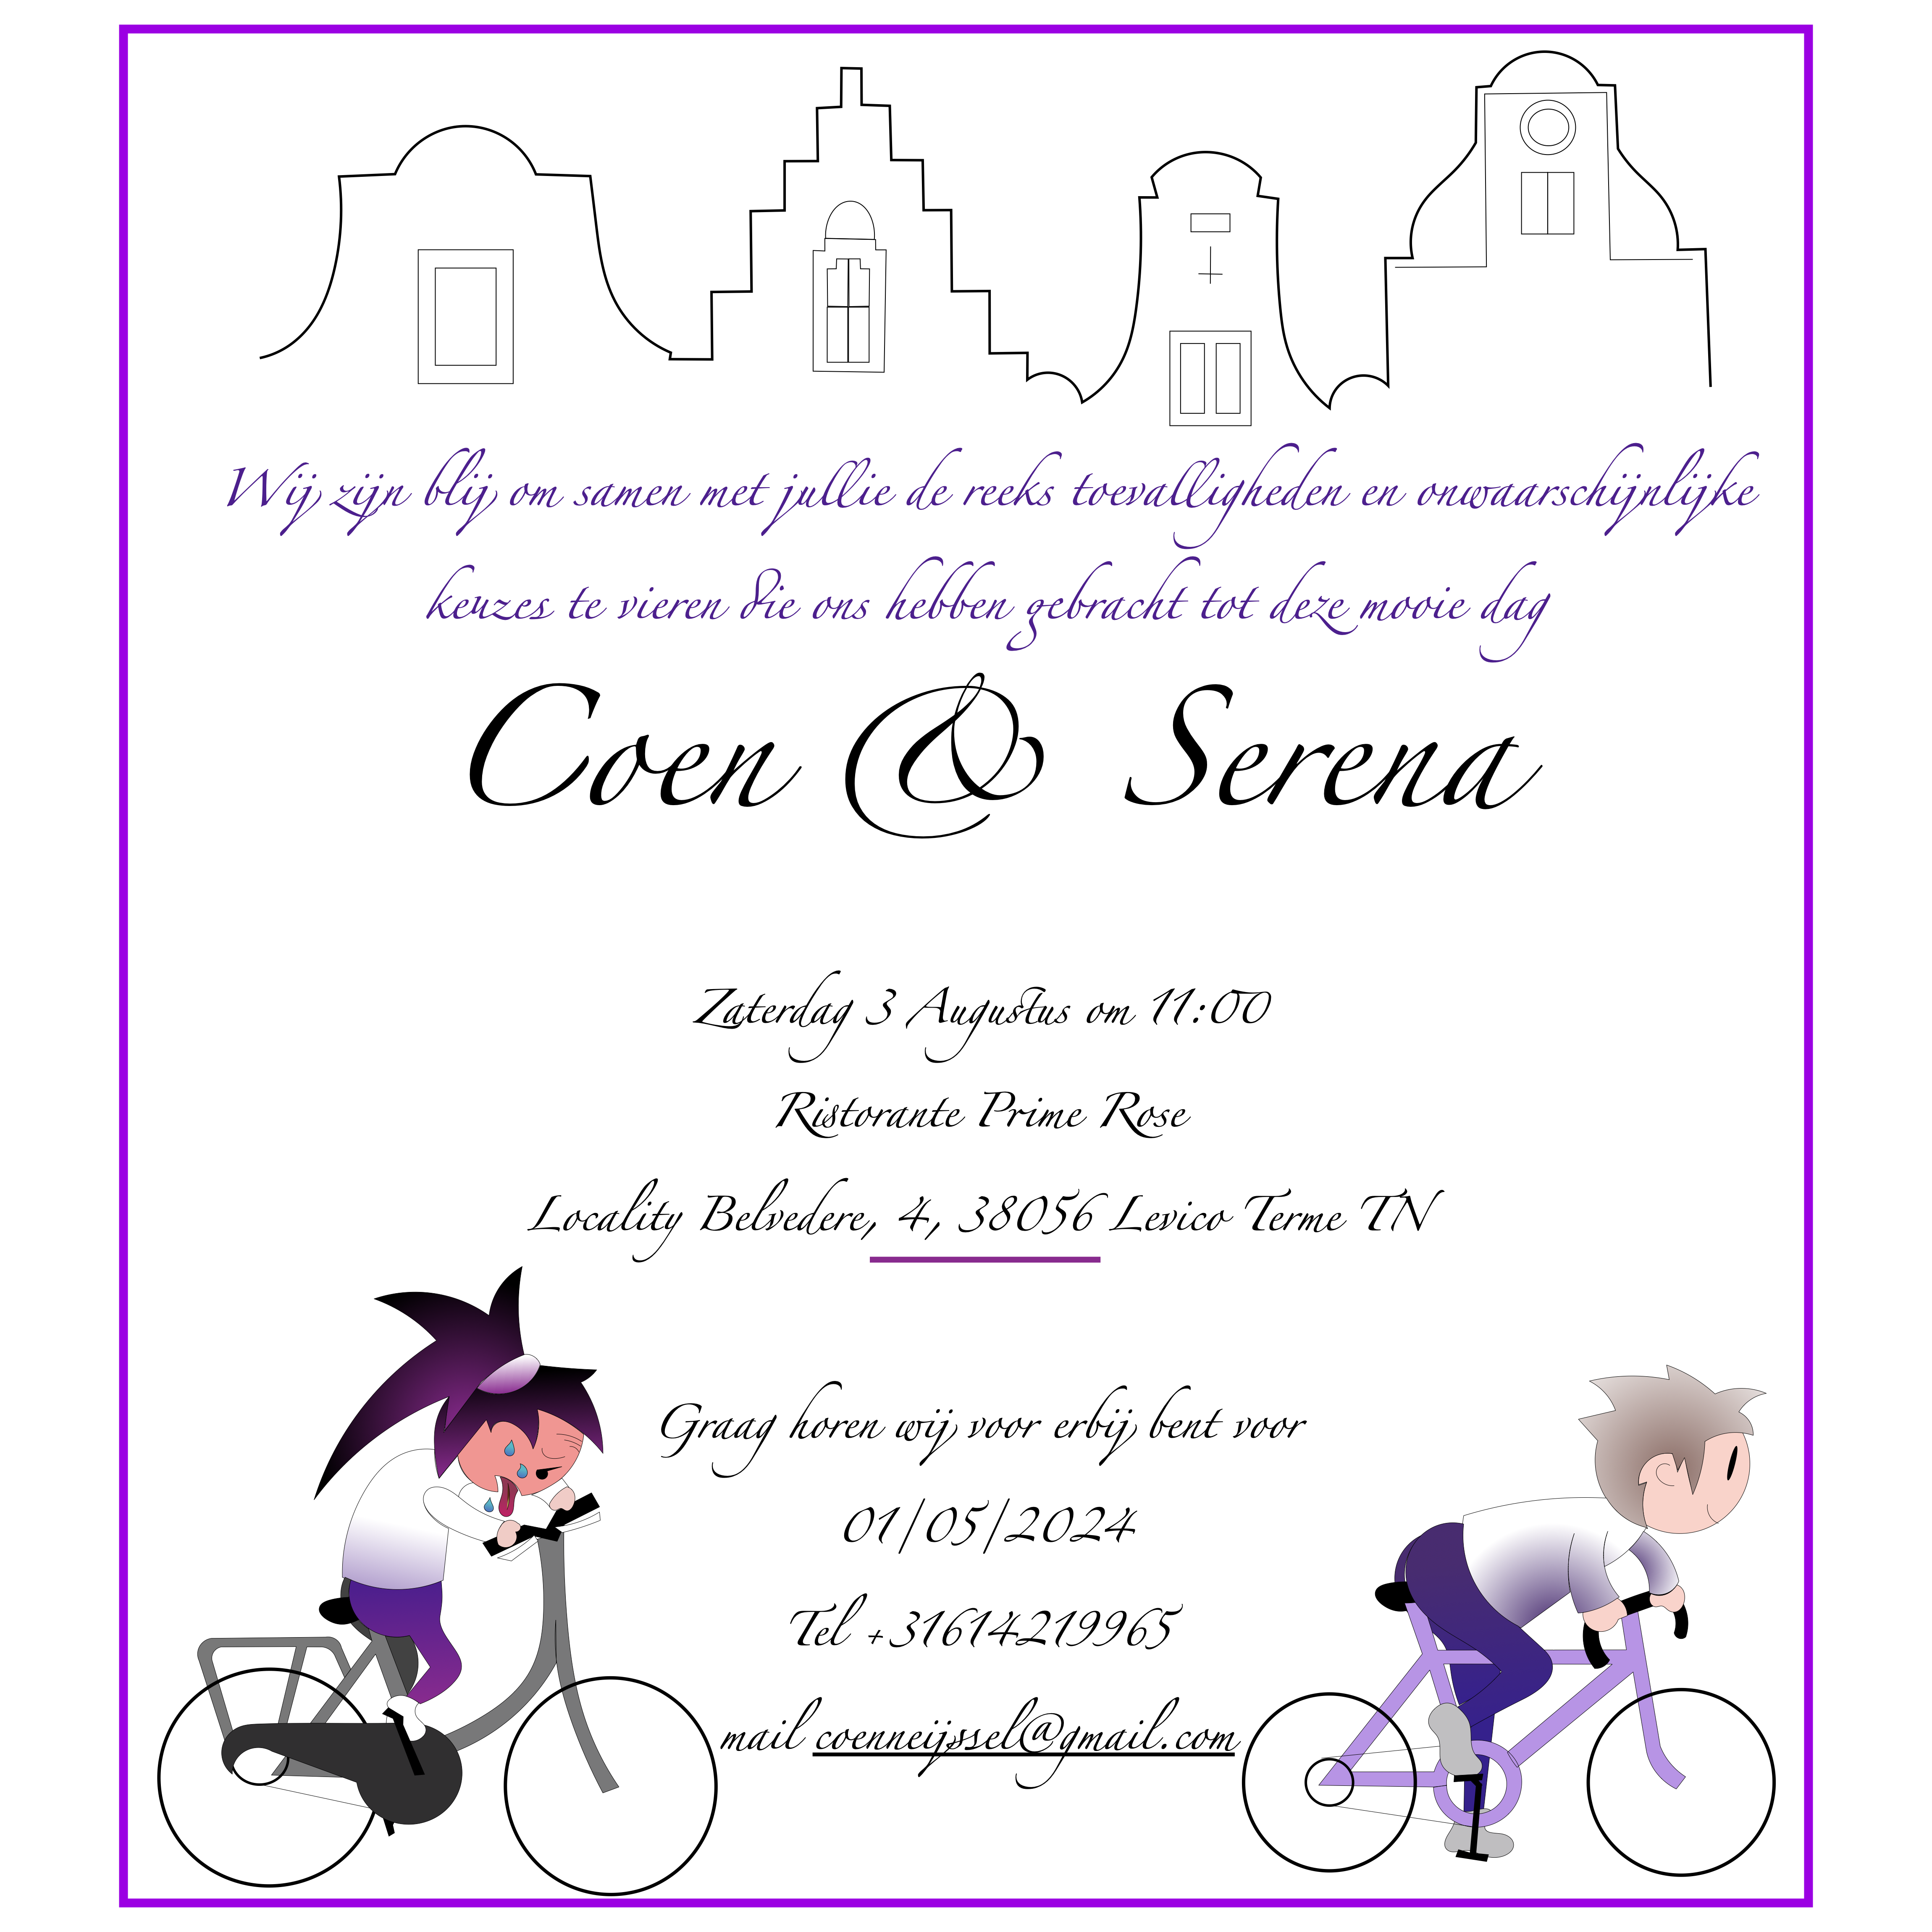 Wij zijn blij om samen met jullie de reeks toevalligheden en onwaarschijnlijke
keuzes te vieren die ons hebben gebracht tot deze mooie dag
Coen & Serena
Zaterdag 3 Augustus om 11:00
Ristorante Prime Rose
Locality Belvedere, 4, 38056 Levico Terme TN
Graag horen wij voor erbij bent voor
01/05/2024
Tel +31614219965
mail coenneijssel@gmail.com